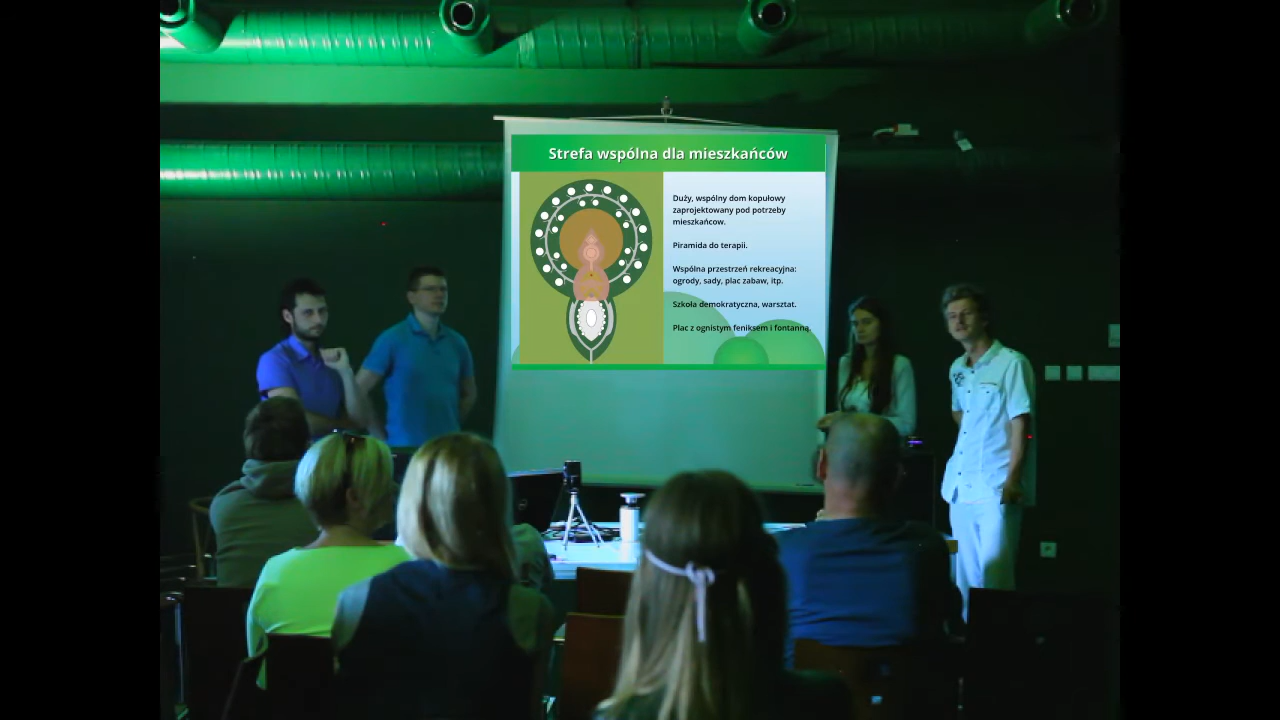 Strefa wspólna dla mieszkańców
Duży, wspólny dom kopułowy
zaprojektowany pod potrzeby
mieszkańcow.
Piramida do terapii.
Wspólna przestrzeń rekreacyjna:
ogrody, sady, plac zabaw, itp.
Szkoła demokratyczna, warsztat.
Plac z ognistym feniksem i fontanną.